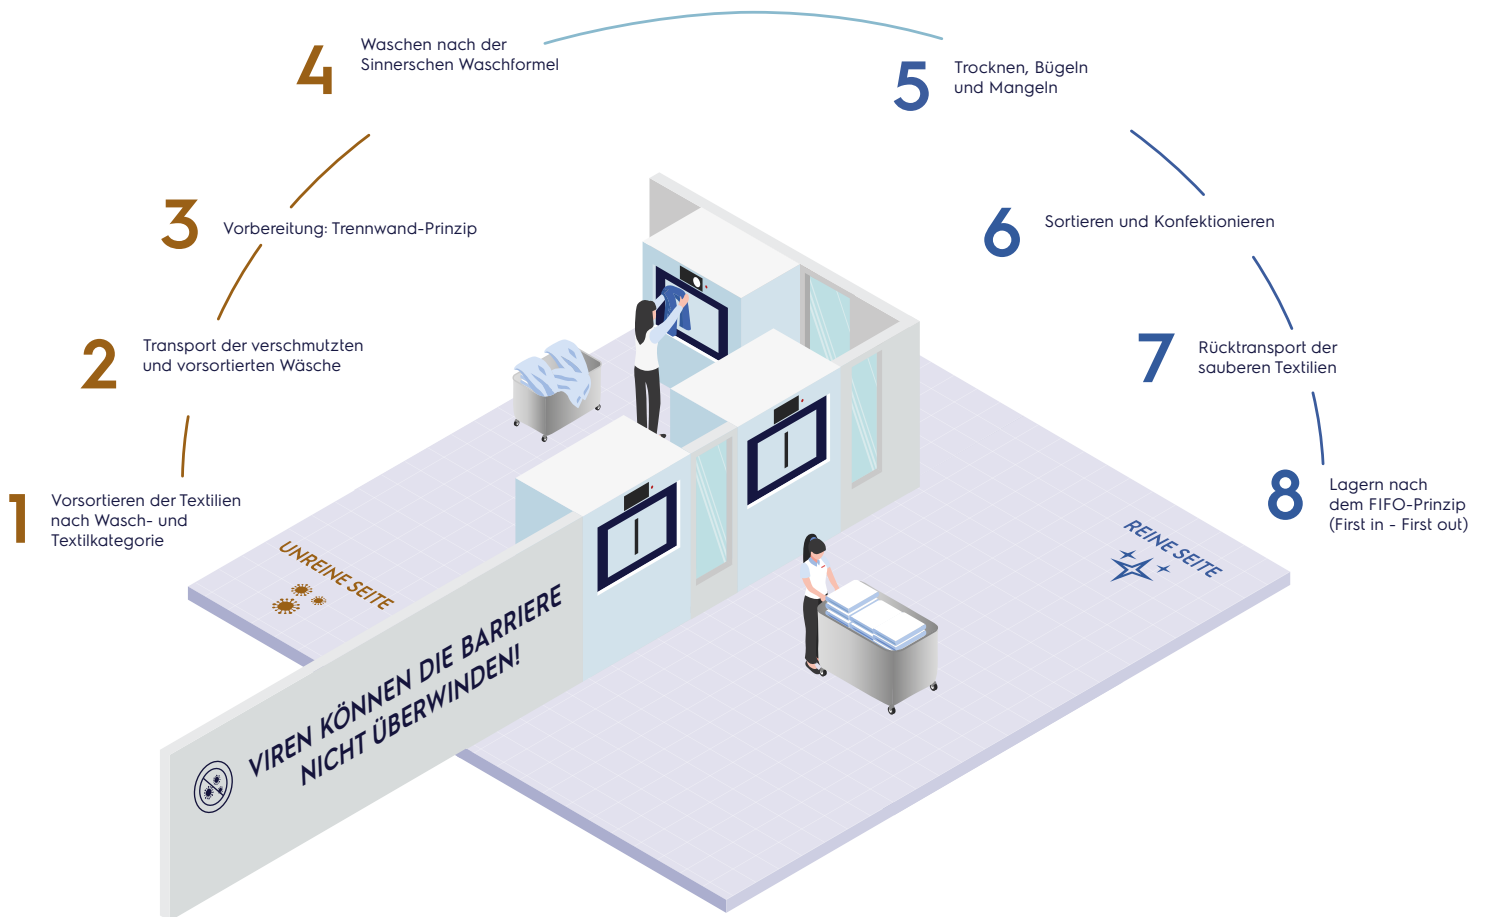 1
Vorsortieren der Textilien
nach Wasch- und
Textilkategorie
2
Transport der verschmutzten
und vorsortierten Wäsche
3
Vorbereitung: Trennwand-Prinzip
4
Waschen nach der
Sinnerschen Waschformel
5
Trocknen, Bügeln
und Mangeln
6
Sortieren und Konfektionieren
7
Rücktransport der
sauberen Textilien
8
Lagern nach
dem FIFO-Prinzip
(First in - First out)
UNREINE SEITE
REINE SEITE
VIREN KÖNNEN DIE BARRIERE
NICHT ÜBERWINDEN!